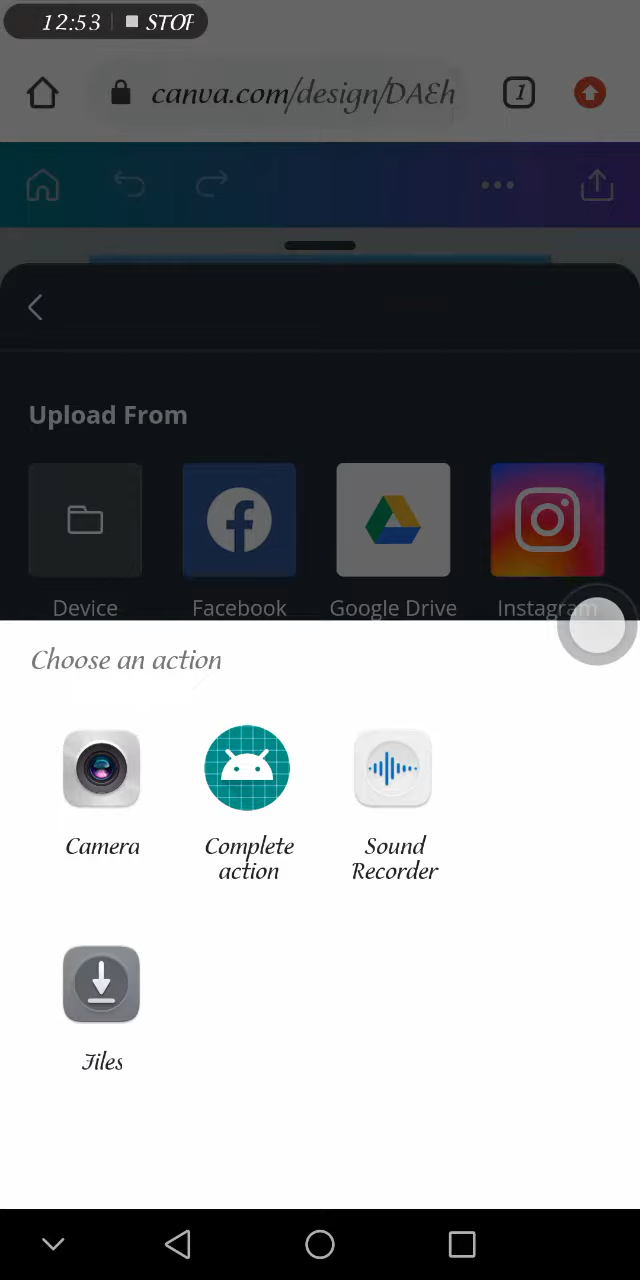 12:53 STOP
canva.com/design/DAEh 1
Upload From
Device Facebook Google Drive Instagram
Choose an action
Camera Complete action Sound Recorder
Files